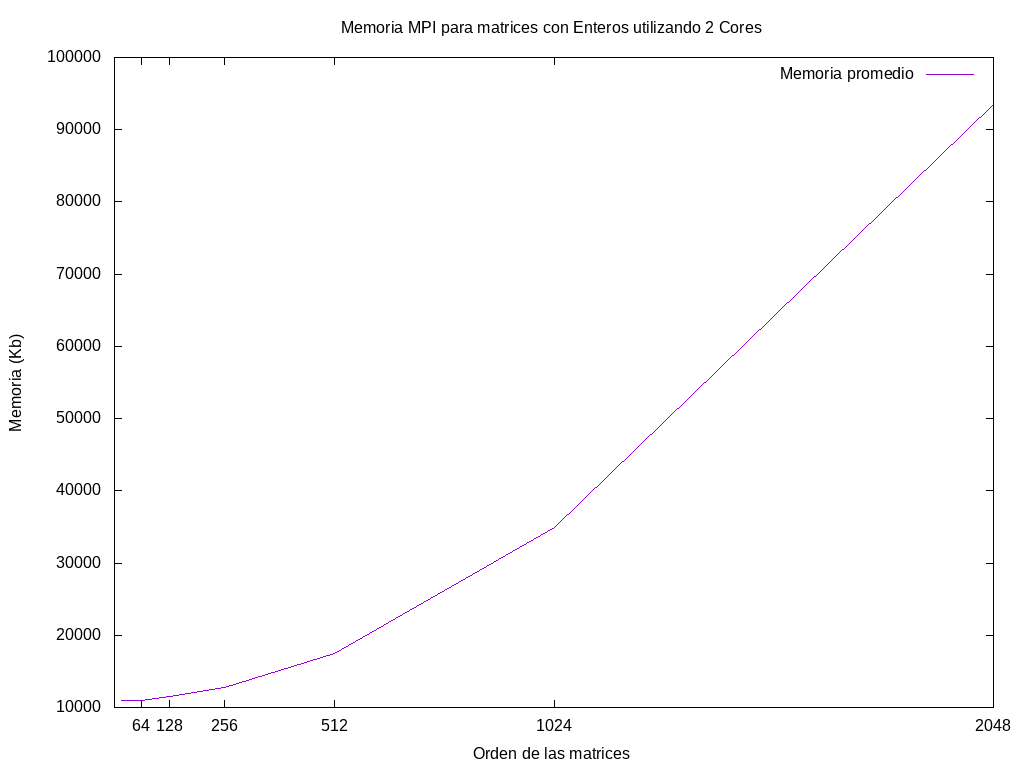 Memoria MPI para matrices con Enteros utilizando 2 Cores
Memoria promedio
100000
90000
80000
70000
60000
50000
40000
30000
20000
10000
Memoria (Kb)
64 128 256 512 1024 2048
Orden de las matrices